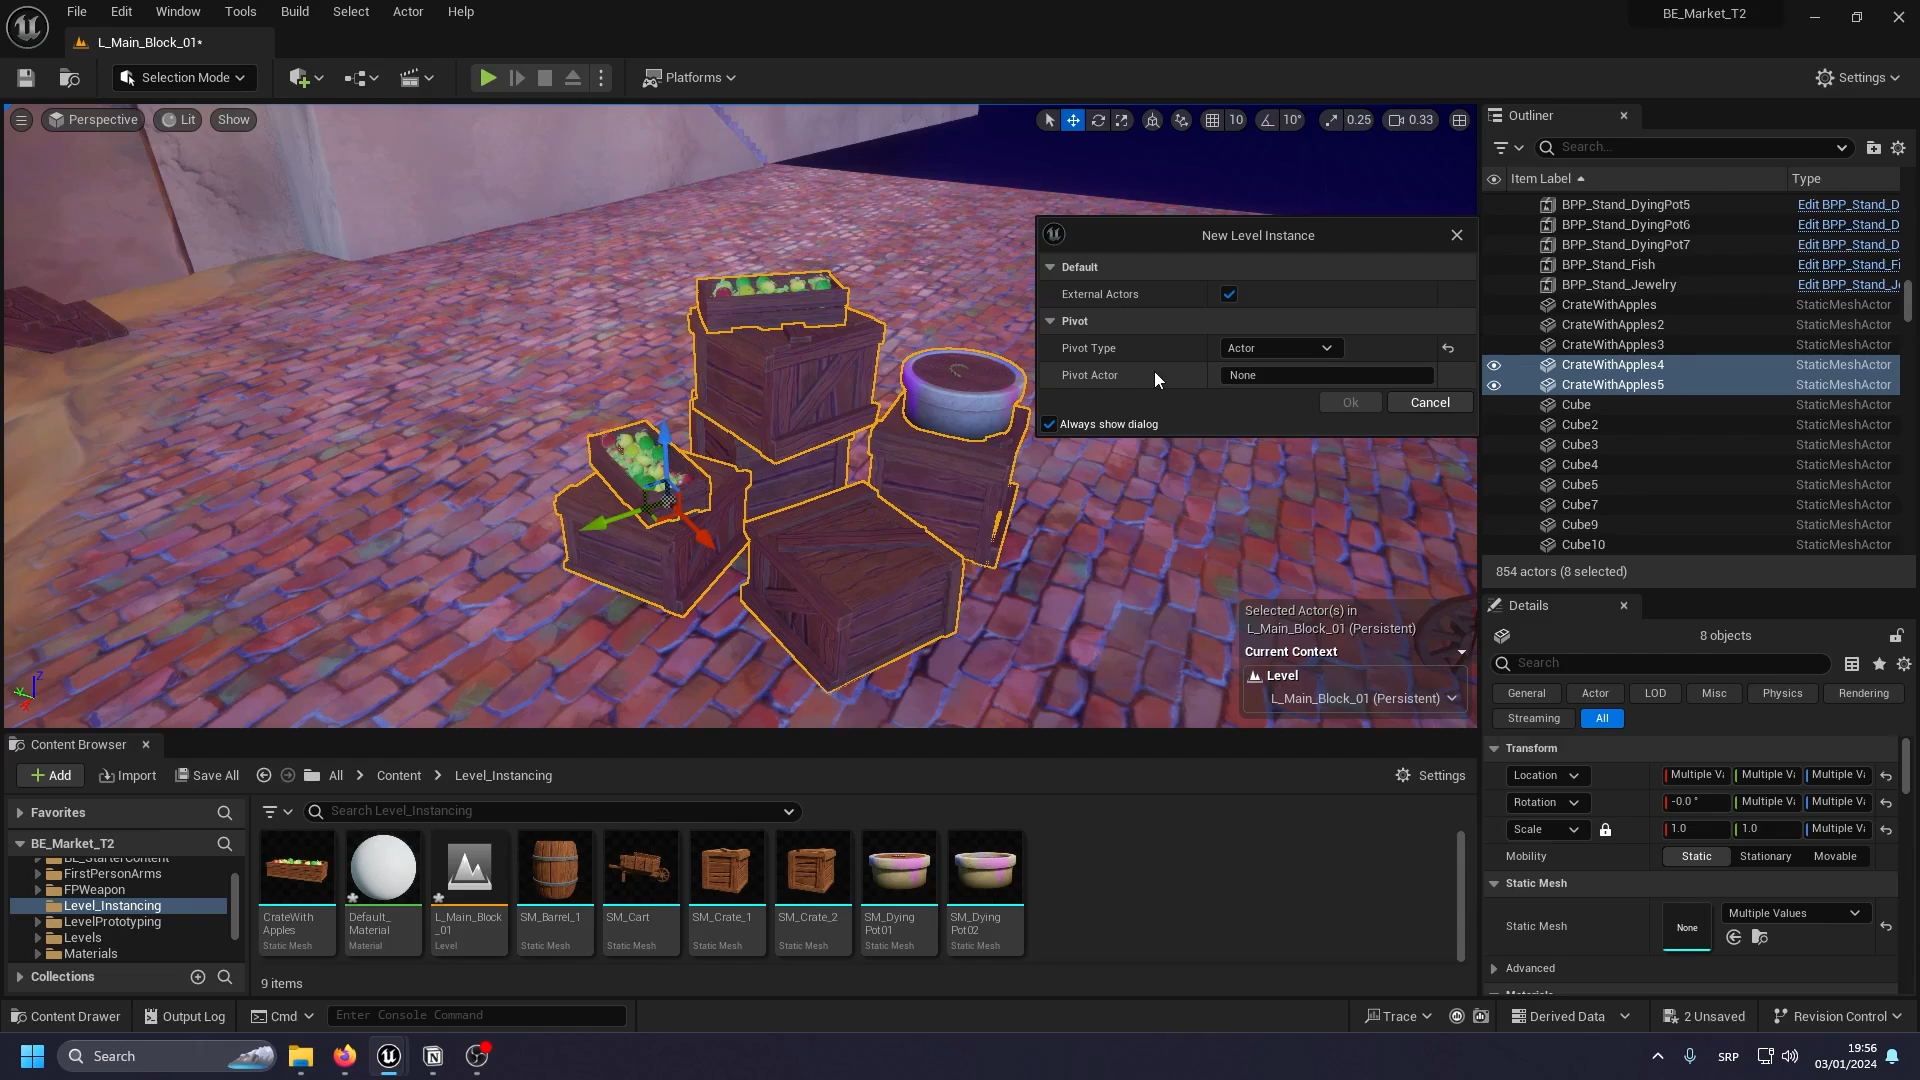 File Edit Window Tools Build Select Actor Help
BE_Market_T2
L_Main_Block_01*
Selection Mode
Platforms
Settings
Perspective
Lit
Show
10
10°
0.25
0.33
Outliner
Search...
Item Label
Type
BPP_Stand_DyingPot5 Edit BPP_Stand_D
BPP_Stand_DyingPot6 Edit BPP_Stand_D
BPP_Stand_DyingPot7 Edit BPP_Stand_D
BPP_Stand_Fish Edit BPP_Stand_Fi
BPP_Stand_Jewelry Edit BPP_Stand_J
CrateWithApples StaticMeshActor
CrateWithApples2 StaticMeshActor
CrateWithApples3 StaticMeshActor
CrateWithApples4 StaticMeshActor
CrateWithApples5 StaticMeshActor
Cube StaticMeshActor
Cube2 StaticMeshActor
Cube3 StaticMeshActor
Cube4 StaticMeshActor
Cube5 StaticMeshActor
Cube7 StaticMeshActor
Cube9 StaticMeshActor
Cube10 StaticMeshActor
854 actors (8 selected)
New Level Instance
Default
External Actors
Pivot
Pivot Type Actor
Pivot Actor None
Ok Cancel
Always show dialog
Selected Actor(s) in
L_Main_Block_01 (Persistent)
Current Context
Level
L_Main_Block_01 (Persistent)
Z
Y
Details
8 objects
Search
General Actor LOD Misc Physics Rendering
Streaming All
Transform
Location Multiple V Multiple V Multiple V
Rotation -0.0 ° Multiple V Multiple V
Scale 1.0 1.0 Multiple V
Mobility Static Stationary Movable
Static Mesh
Static Mesh None Multiple Values
Advanced
Materials
Content Browser
Add Import Save All All Content Level_Instancing Settings
Favorites
Search Level_Instancing
BE_Market_T2
BE_StarterContent
FirstPersonArms
FPWeapon
Level_Instancing
LevelPrototyping
Levels
Materials
Collections
CrateWith
Apples
Static Mesh
Default_
Material
Material
L_Main_Block
_01
Level
SM_Barrel_1
Static Mesh
SM_Cart
Static Mesh
SM_Crate_1
Static Mesh
SM_Crate_2
Static Mesh
SM_Dying
Pot01
Static Mesh
SM_Dying
Pot02
Static Mesh
9 items
Content Drawer Output Log Cmd Enter Console Command
Trace Derived Data 2 Unsaved Revision Control
Search
SRP
19:56
03/01/2024